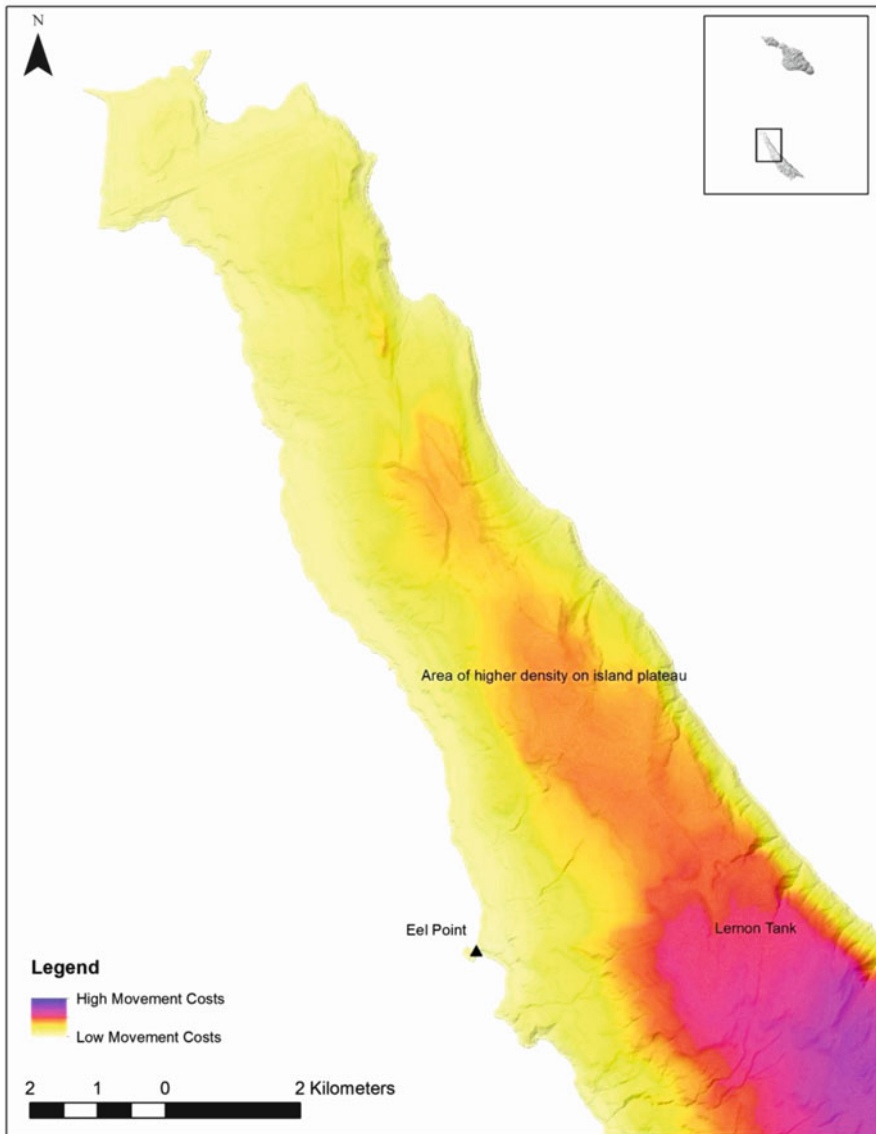 N
Area of higher density on island plateau
Lemon Tank
Eel Point
Legend
High Movement Costs
Low Movement Costs
2 1 0 2 Kilometers